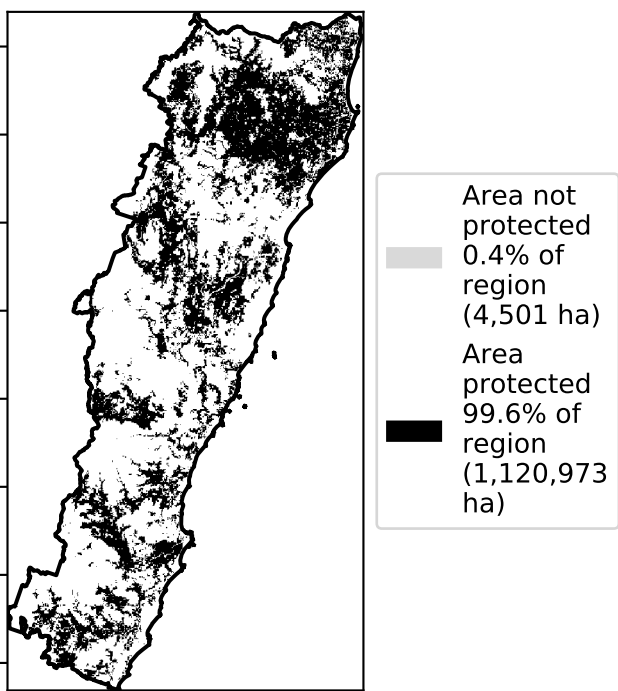 Area not
protected
0.4% of
region
(4,501 ha)
Area
protected
99.6% of
region
(1,120,973
ha)